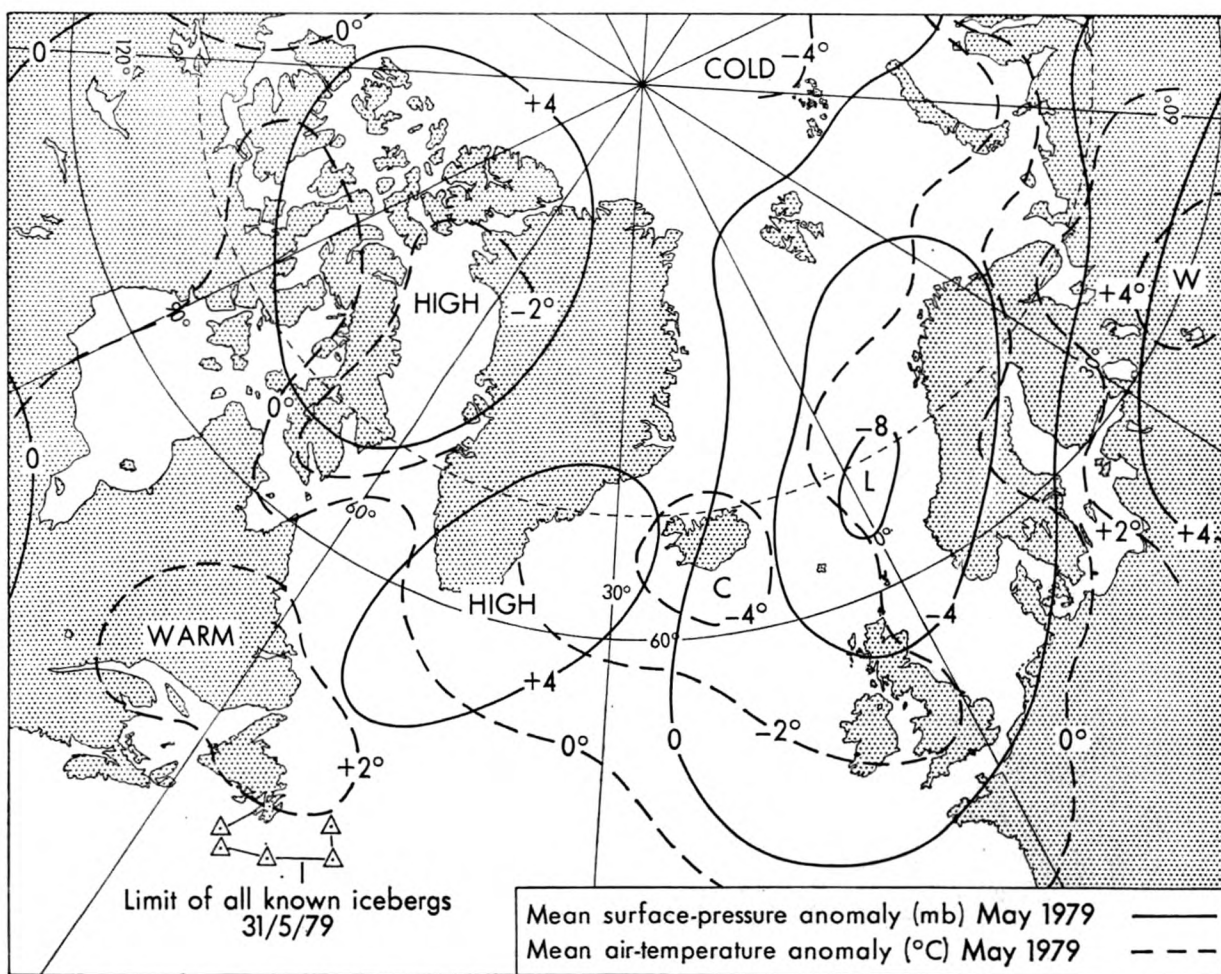 0°
−4°
COLD
0
120°
+4
60°
HIGH
−2°
+4°
W
90°
0°
−8
L
0
60°
0°
+2°
+4
C
30°
HIGH
−4°
−4
WARM
60°
+4
0°
0
−2°
0°
+2°
Limit of all known icebergs
31/5/79
Mean surface-pressure anomaly (mb) May 1979
Mean air-temperature anomaly (°C) May 1979